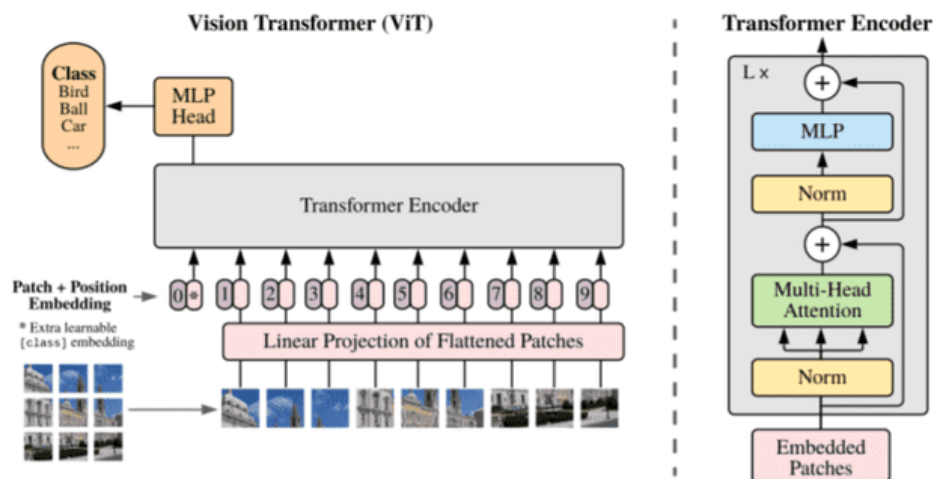 Vision Transformer (ViT)
Class
Bird
Ball
Car
...
MLP
Head
Transformer Encoder
Patch + Position
Embedding
* Extra learnable
[class] embedding
0 * 1 2 3 4 5 6 7 8 9
Linear Projection of Flattened Patches
Transformer Encoder
L ×
+
MLP
Norm
+
Multi-Head
Attention
Norm
Embedded
Patches